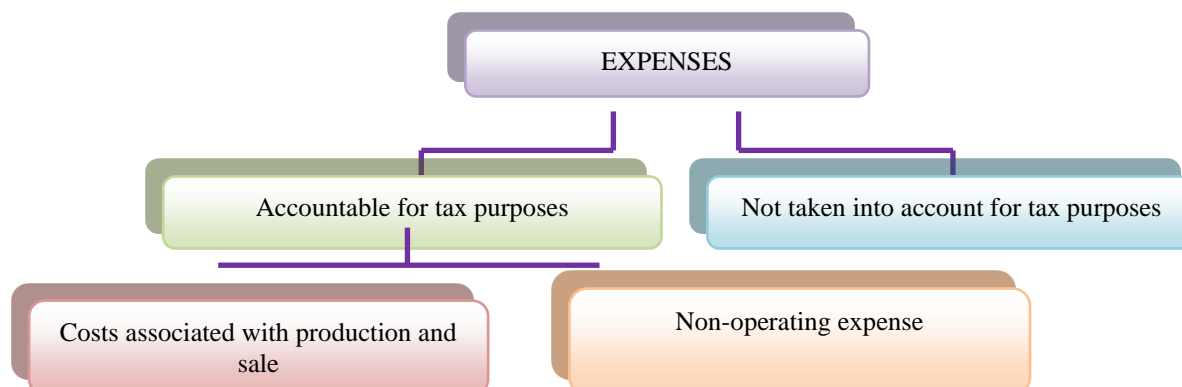 EXPENSES
Accountable for tax purposes
Not taken into account for tax purposes
Costs associated with production and
sale
Non-operating expense